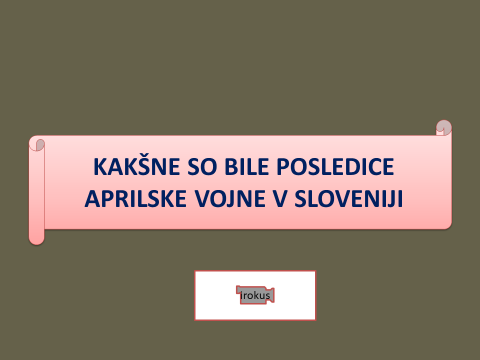 KAKŠNE SO BILE POSLEDICE
APRILSKE VOJNE V SLOVENIJI
Irokus